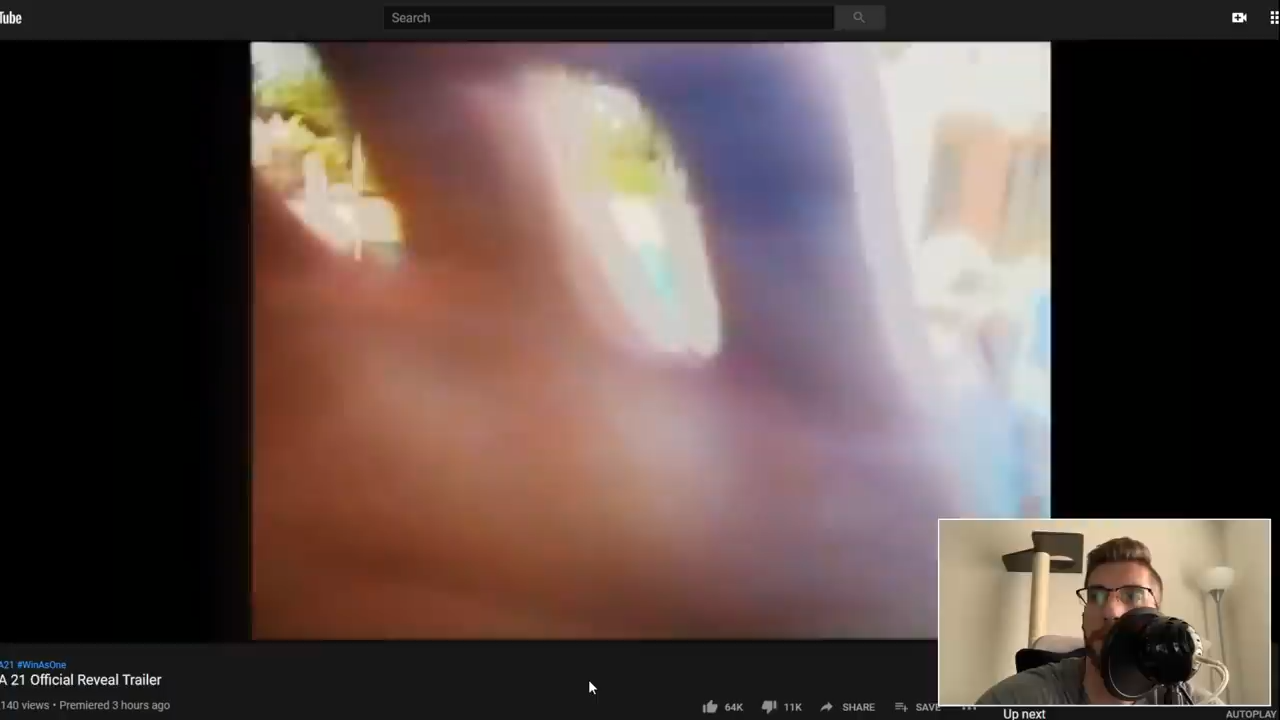 Tube
Search
A21 #WinAsOne
A 21 Official Reveal Trailer
140 views • Premiered 3 hours ago
64K
11K
SHARE
SAVE
Up next
AUTOPLAY